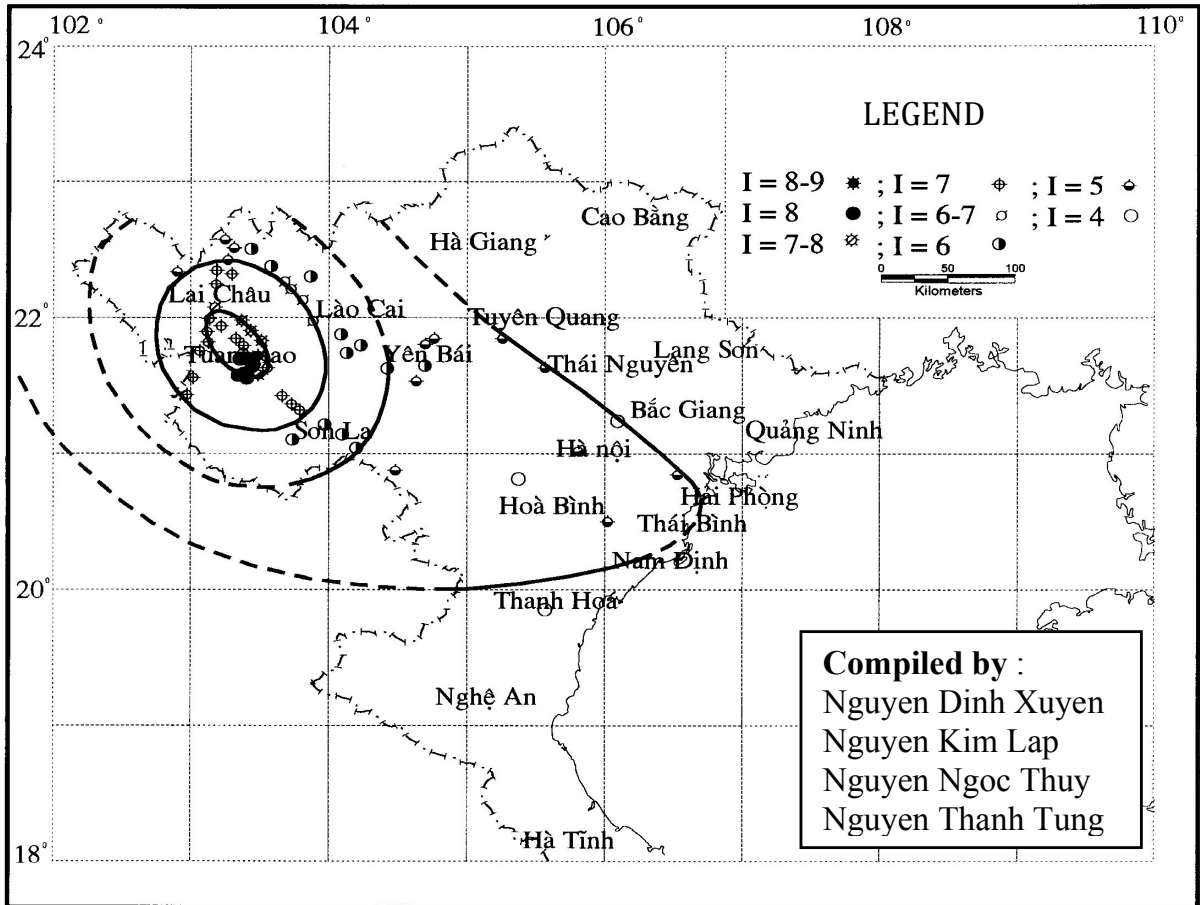 102 ° 104 ° 106 ° 108 ° 110 °
24 °
LEGEND
I = 8-9 ; I = 7 ; I = 5
I = 8 ; I = 6-7 ; I = 4
I = 7-8 ; I = 6
0 50 100
Kilometers
Cao Bằng
Hà Giang
22 °
Lai Châu
Lào Cai
Tuyên Quang
Lạng Sơn
Yên Bái
Thái Nguyên
Bắc Giang
Quảng Ninh
Sơn La
Hà nội
Hải Phòng
Hoà Bình
Thái Bình
Nam Định
20 °
Thanh Hoá
Nghệ An
Hà Tĩnh
18 °
Compiled by :
Nguyen Dinh Xuyen
Nguyen Kim Lap
Nguyen Ngoc Thuy
Nguyen Thanh Tung